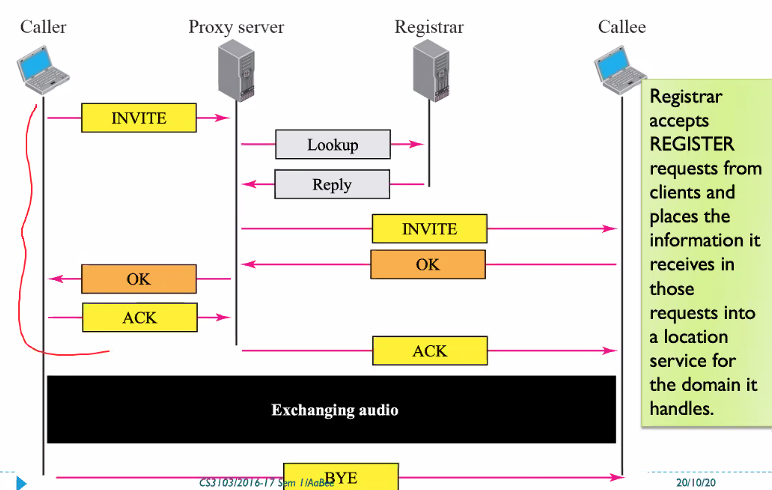 Caller
Proxy server
Registrar
Callee
INVITE
Lookup
Reply
INVITE
OK
OK
ACK
ACK
Exchanging audio
BYE
Registrar
accepts
REGISTER
requests from
clients and
places the
information it
receives in
those
requests into
a location
service for
the domain it
handles.
CS3103/2016-17 Sem 1/AaBee
20/10/20